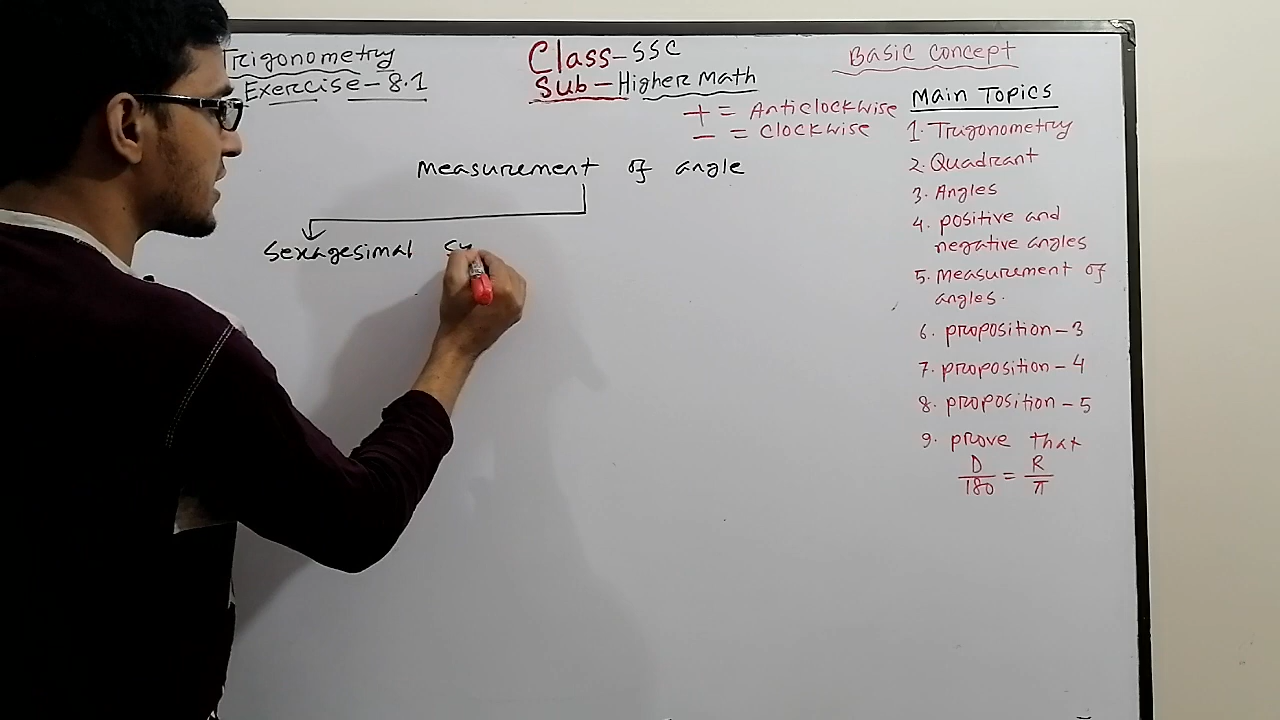 Trigonometry
Exercise - 8.1
Class - SSC
Sub - Higher Math
Basic Concept
+ = Anticlockwise
- = Clockwise
Measurement of angle
Sexagesimal Sy
Main Topics
1. Trigonometry
2. Quadrant
3. Angles
4. positive and
negative angles
5. Measurement of
angles.
6. proposition - 3
7. proposition - 4
8. proposition - 5
9. prove that
D/180 = R/π